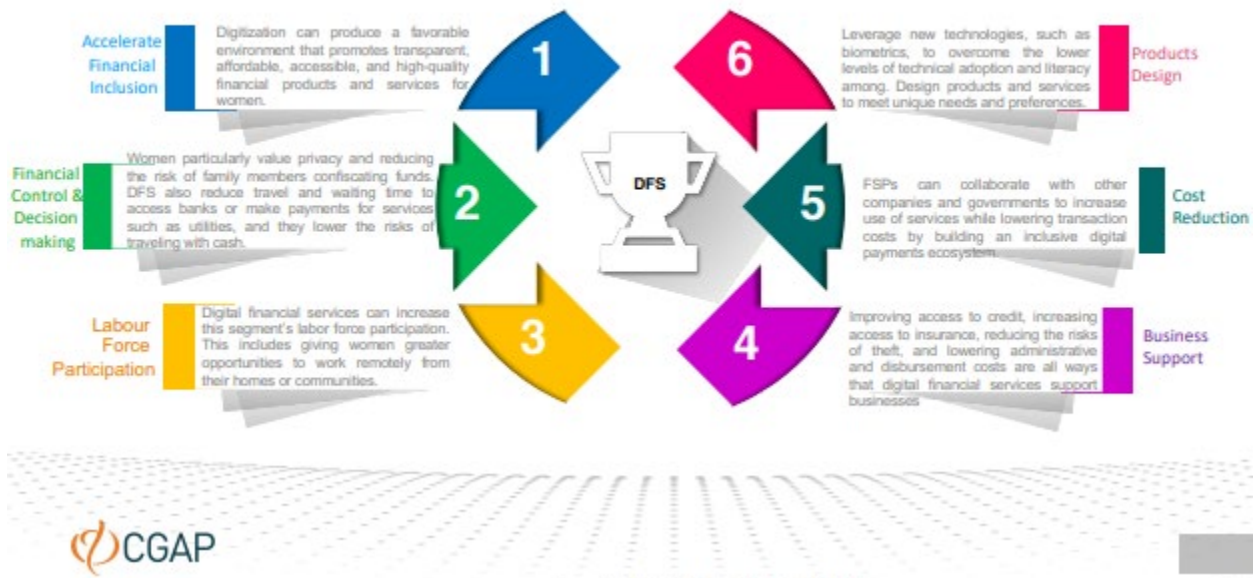 Accelerate
Financial
Inclusion
Digitization can produce a favorable
environment that promotes transparent,
affordable, accessible, and high-quality
financial products and services for
women.
1
Financial
Control &
Decision
making
Women particularly value privacy and reducing
the risk of family members confiscating funds.
DFS also reduce travel and waiting time to
access banks or make payments for services
such as utilities, and they lower the risks of
traveling with cash.
2
Labour
Force
Participation
Digital financial services can increase
this segment's labor force participation.
This includes giving women greater
opportunities to work remotely from
their homes or communities.
3
DFS
6
Leverage new technologies, such as
biometrics, to overcome the lower
levels of technical adoption and literacy
among. Design products and services
to meet unique needs and preferences.
Products
Design
5
FSPs can collaborate with other
companies and governments to increase
use of services while lowering transaction
costs by building an inclusive digital
payments ecosystem.
Cost
Reduction
4
Improving access to credit, increasing
access to insurance, reducing the risks
of theft, and lowering administrative
and disbursement costs are all ways
that digital financial services support
businesses
Business
Support
CGAP